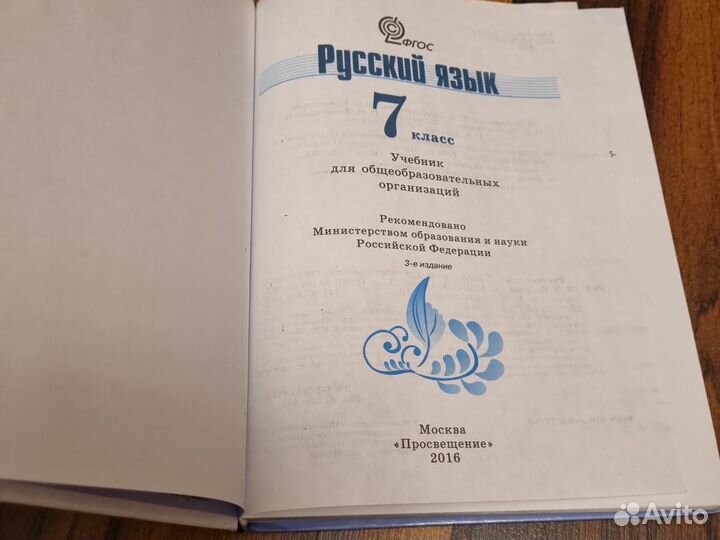 ФГОС
Русский язык
7
класс
Учебник
для общеобразовательных
организаций
Рекомендовано
Министерством образования и науки
Российской Федерации
3-е издание
Москва
«Просвещение»
2016
Avito